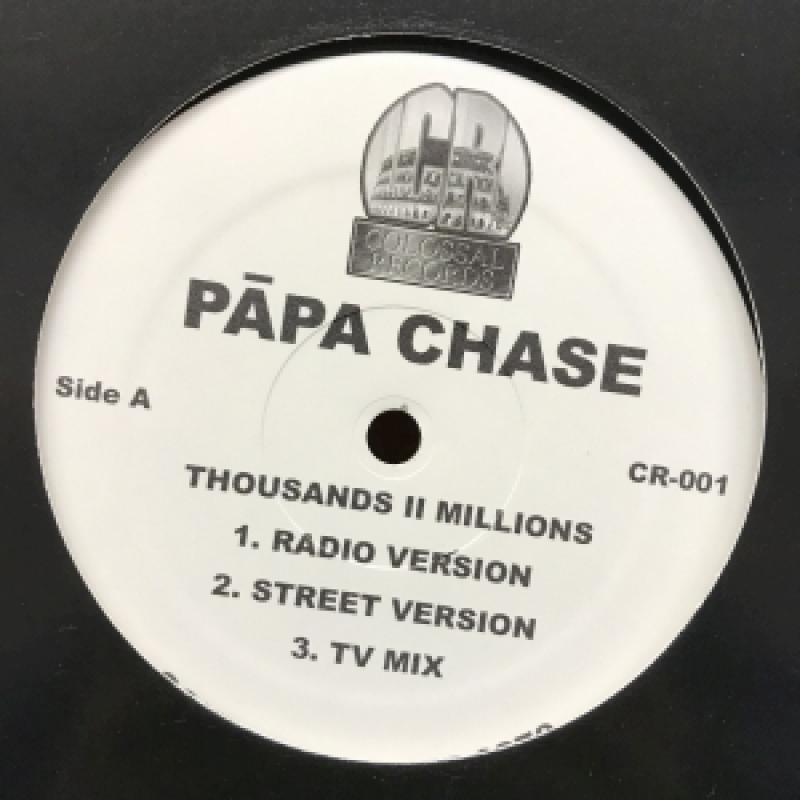 COLOSSAL
RECORDS
PĀPA CHASE
Side A
CR-001
THOUSANDS II MILLIONS
1. RADIO VERSION
2. STREET VERSION
3. TV MIX